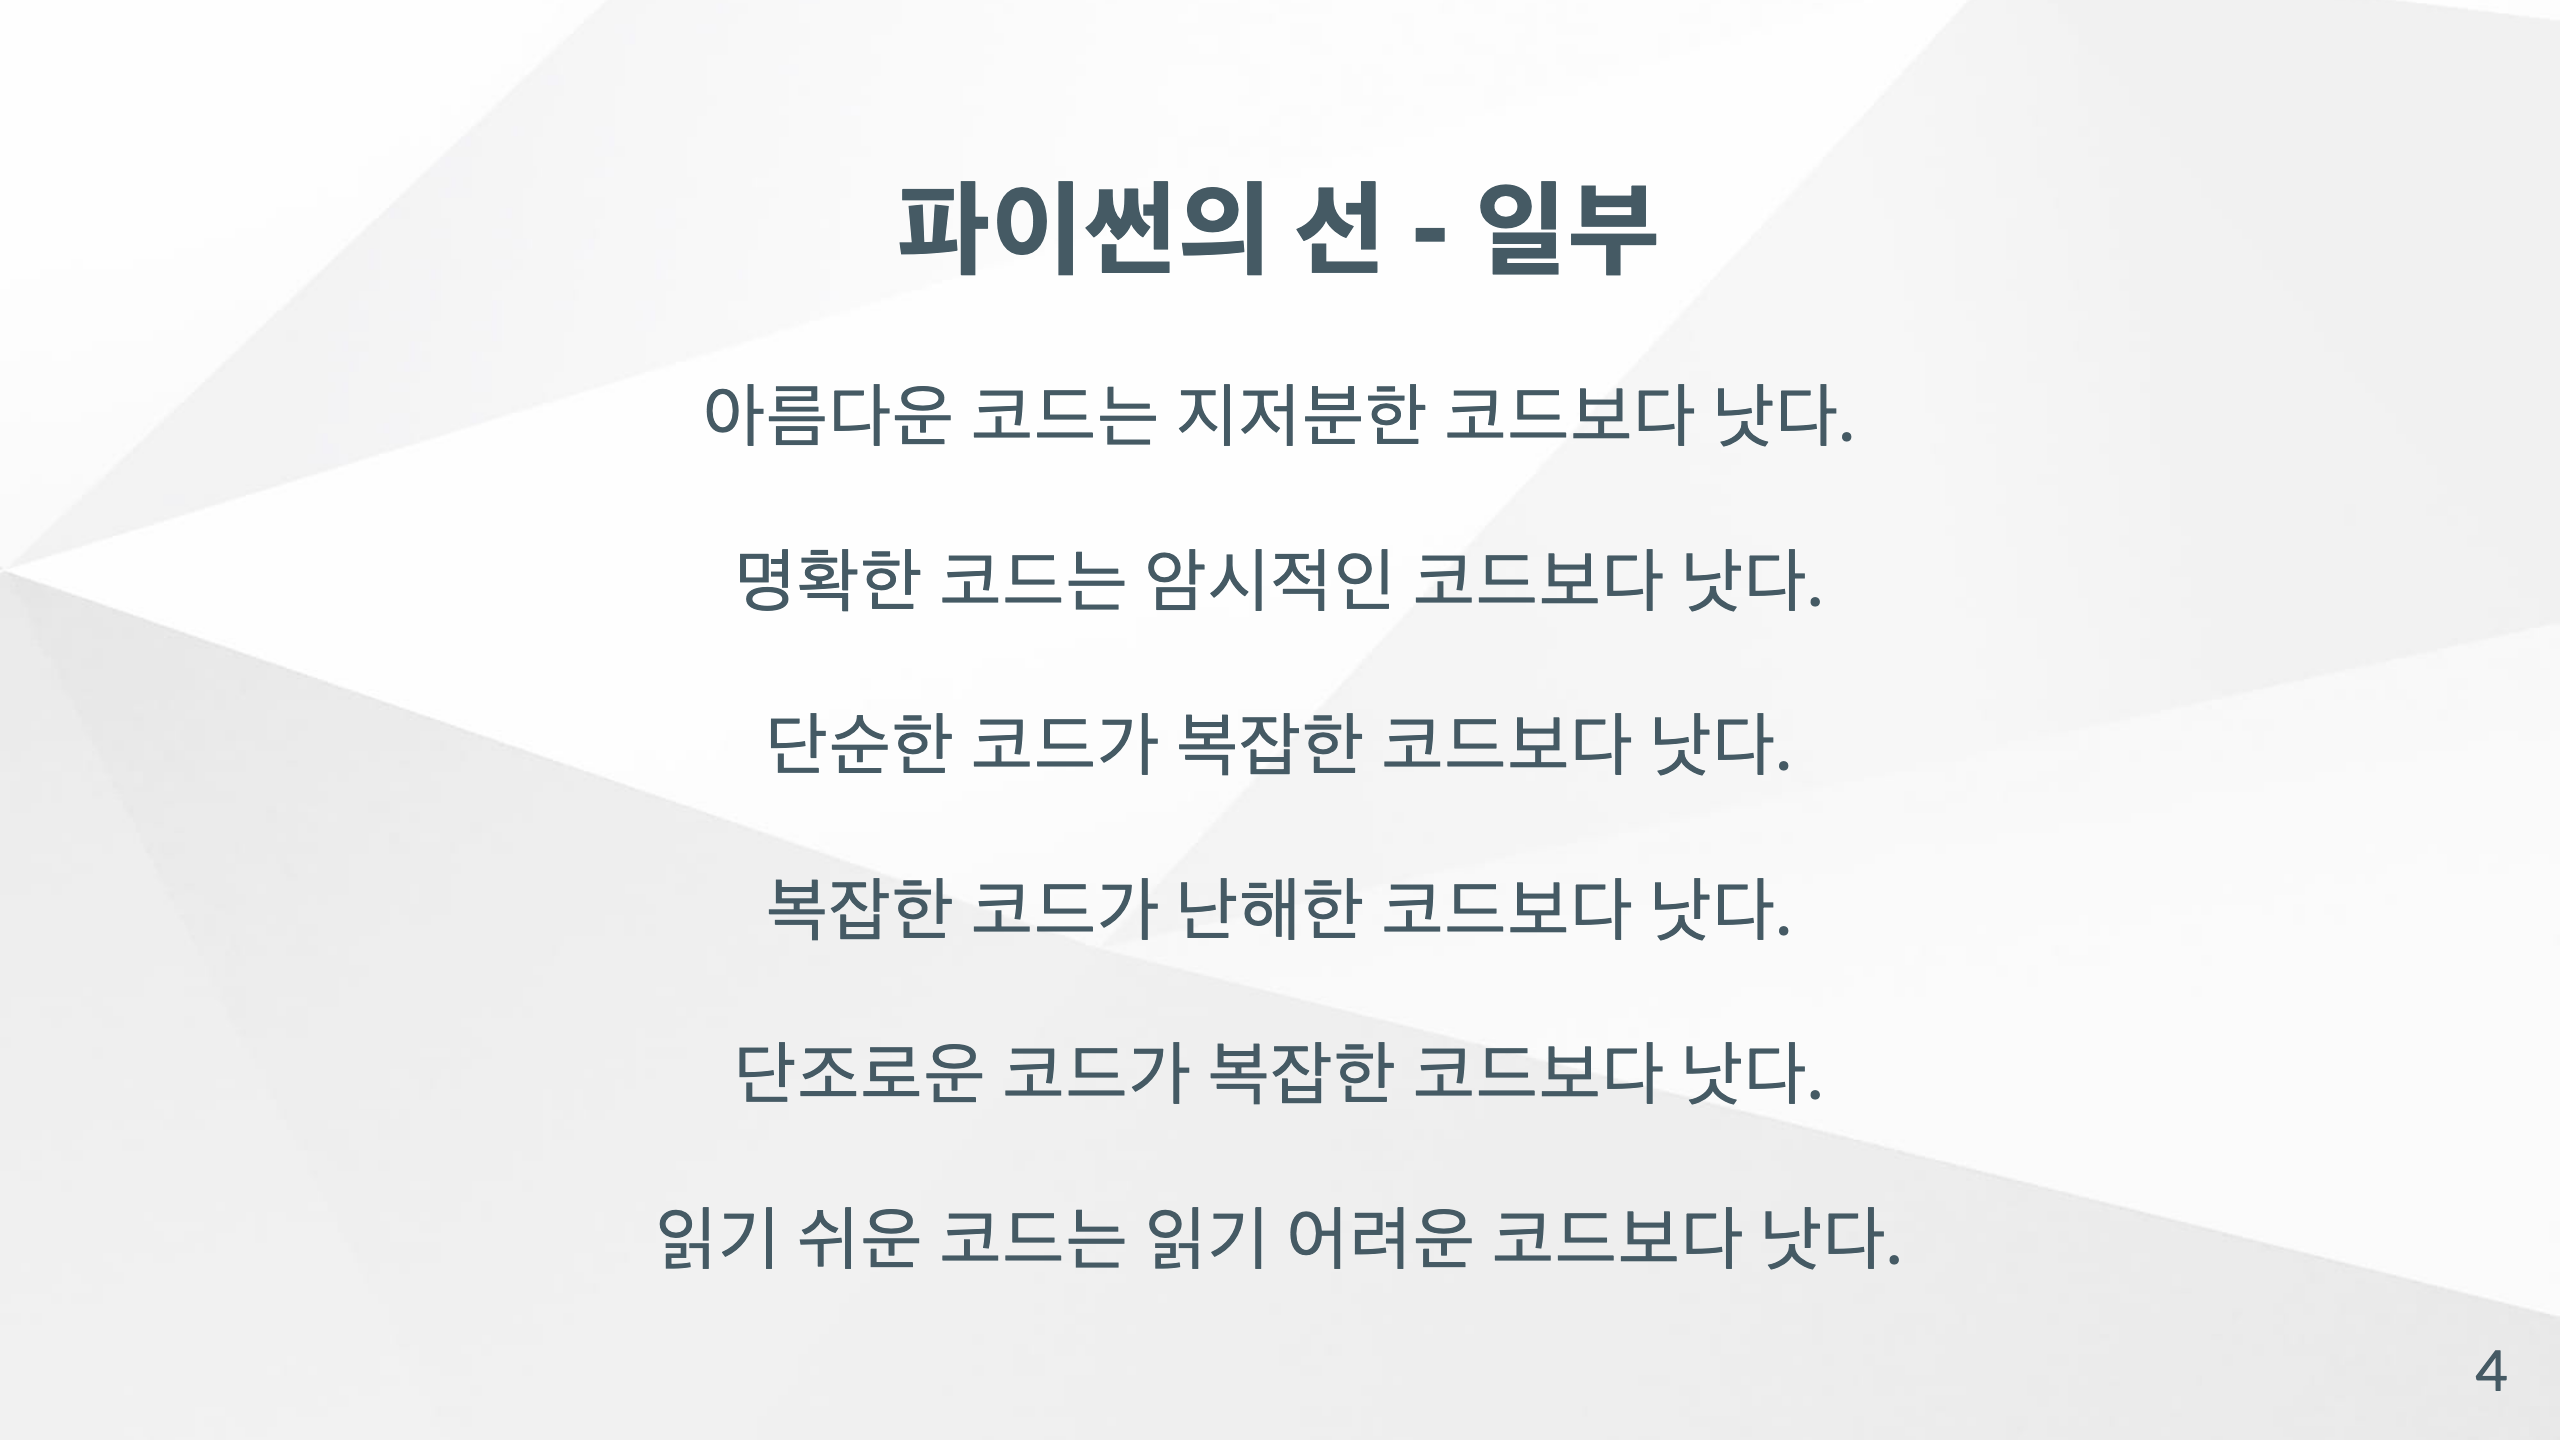 파이썬의 선 - 일부
아름다운 코드는 지저분한 코드보다 낫다.
명확한 코드는 암시적인 코드보다 낫다.
단순한 코드가 복잡한 코드보다 낫다.
복잡한 코드가 난해한 코드보다 낫다.
단조로운 코드가 복잡한 코드보다 낫다.
읽기 쉬운 코드는 읽기 어려운 코드보다 낫다.
4